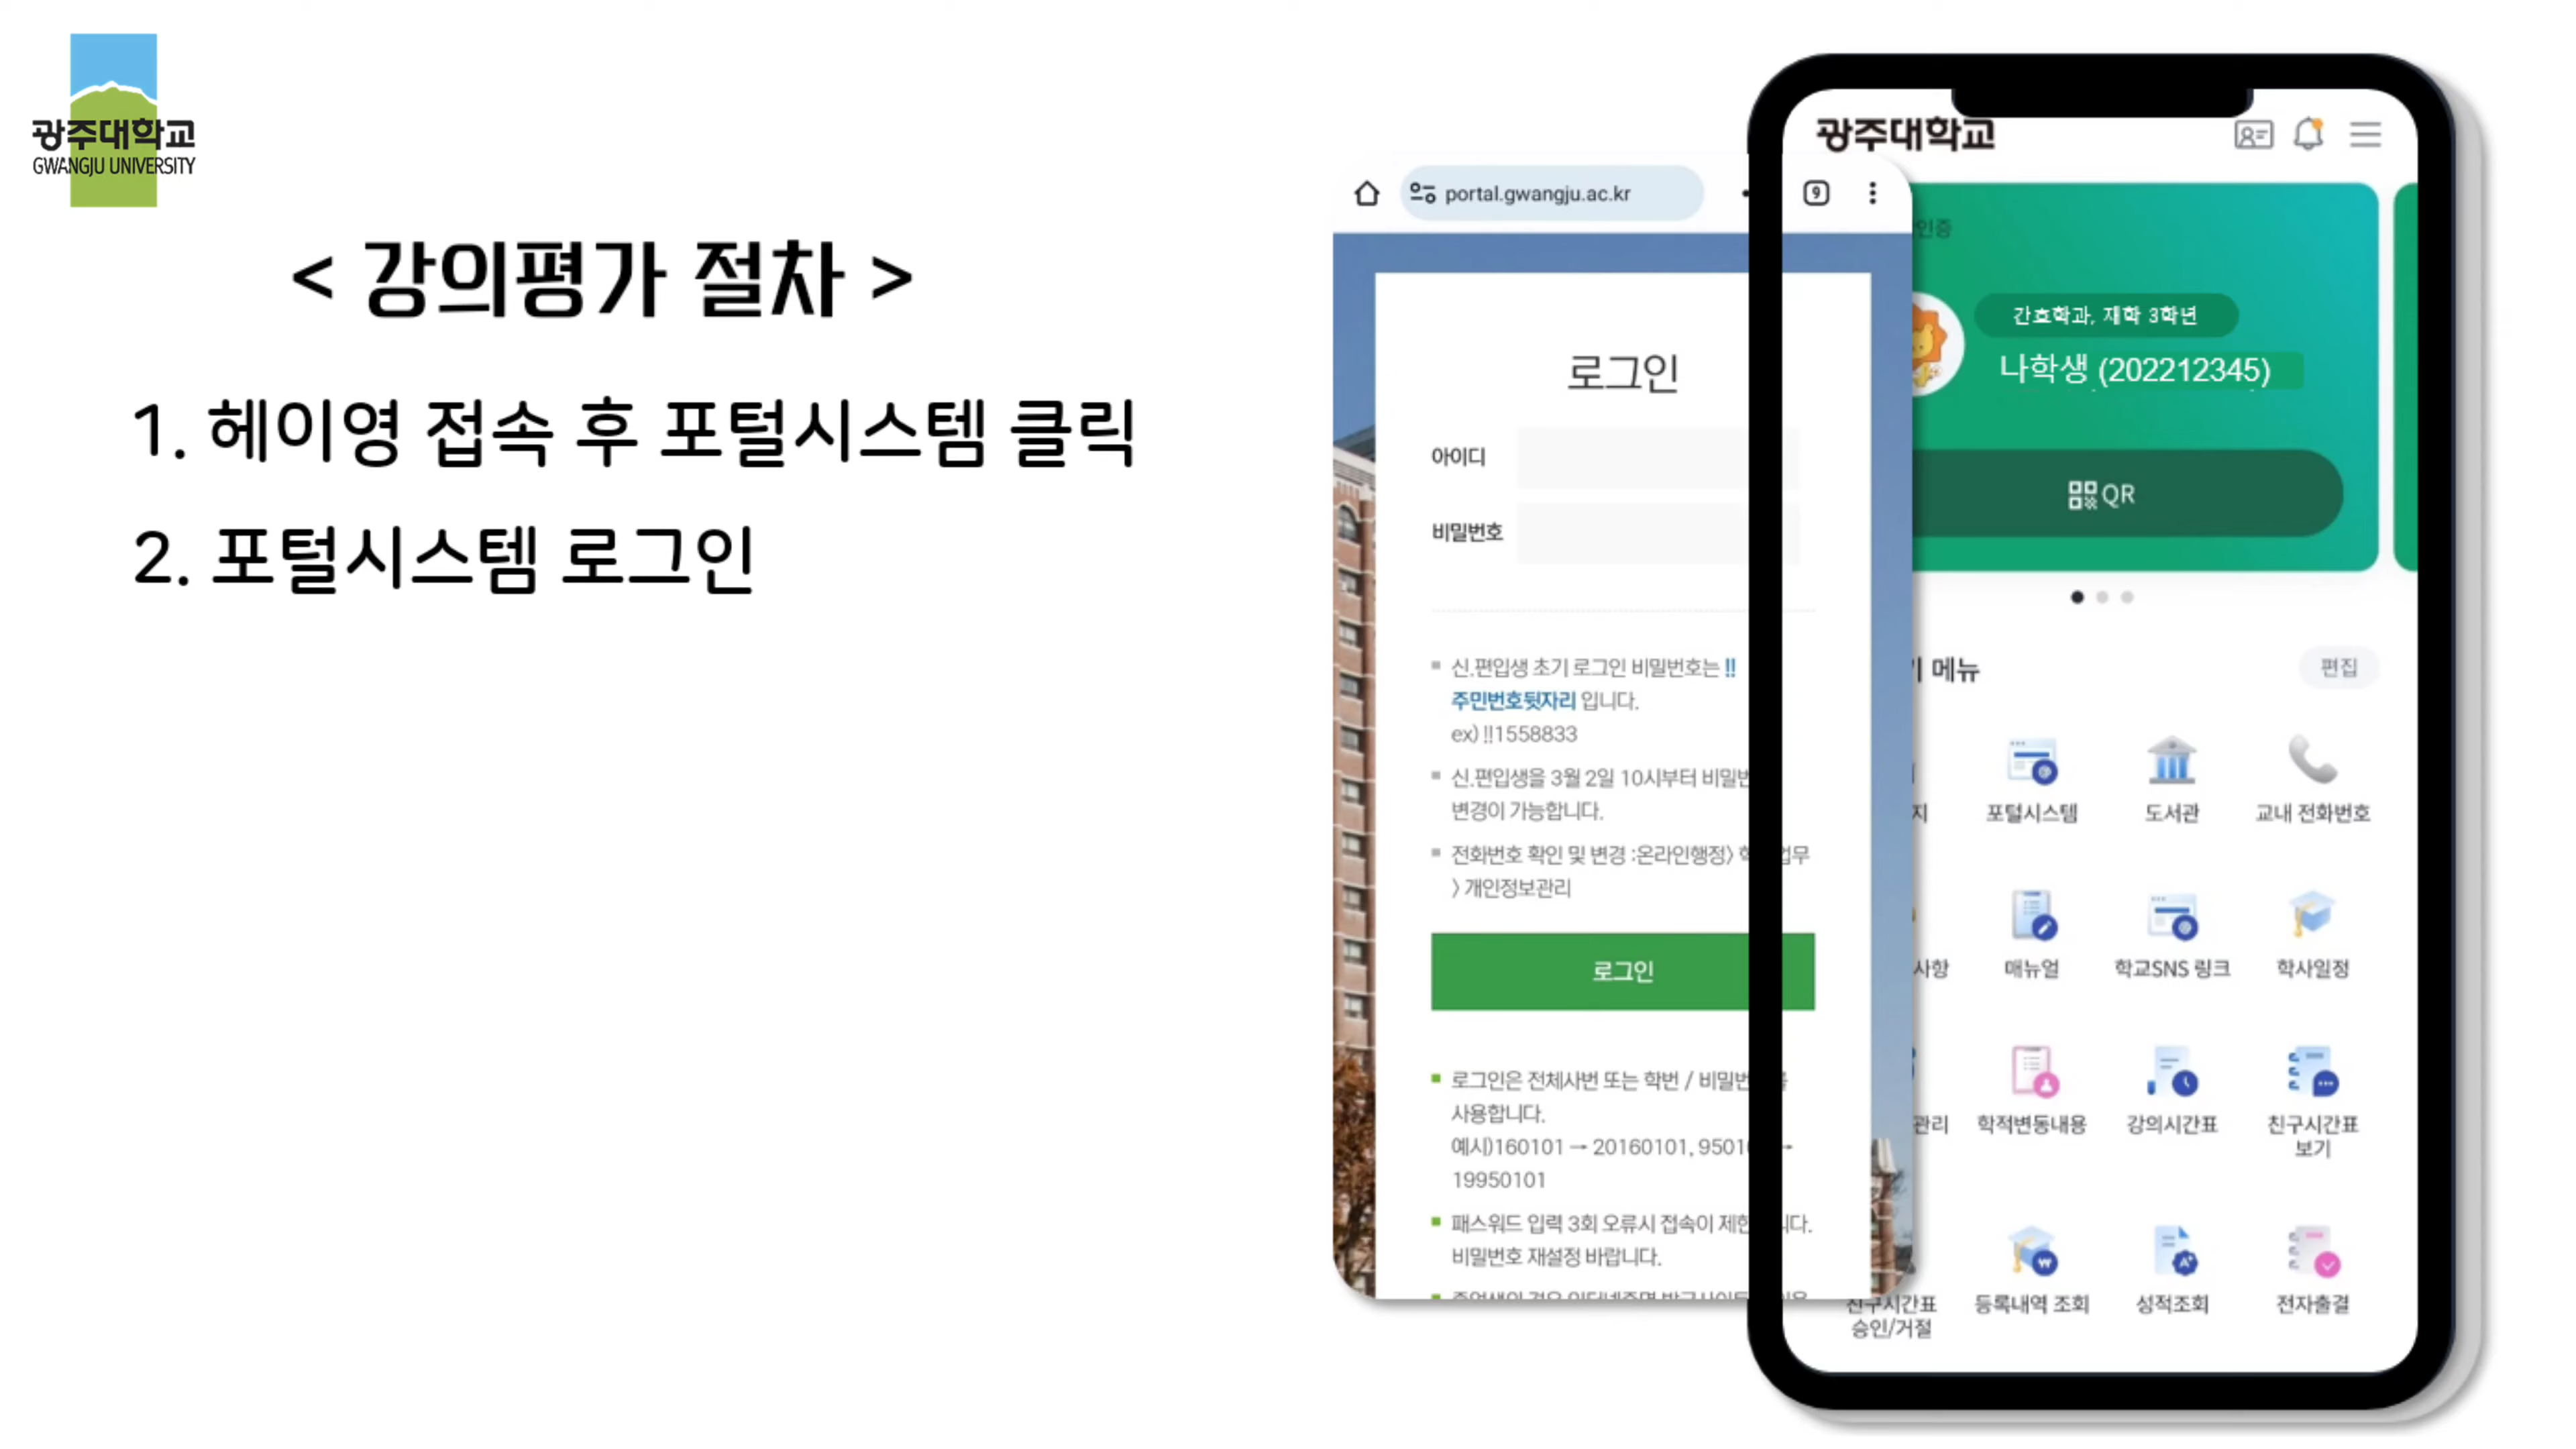 광주대학교
GWANGJU UNIVERSITY
< 강의평가 절차 >
1. 헤이영 접속 후 포털시스템 클릭
2. 포털시스템 로그인
portal.gwangju.ac.kr
9
로그인
아이디
비밀번호
신.편입생 초기 로그인 비밀번호는 !!
주민번호뒷자리 입니다.
ex) !!1558833
신.편입생을 3월 2일 10시부터
변경이 가능합니다.
전화번호 확인 및 변경 :온라인행정>
> 개인정보관리
로그인
로그인은 전체사번 또는 학번 /
사용합니다.
예시)160101 → 20160101,
19950101
패스워드 입력 3회 오류시 접속이
비밀번호 재설정 바랍니다.
광주대학교
간호학과, 재학 3학년
나학생 (202212345)
QR
메뉴
편집
포털시스템
도서관
교내 전화번호
매뉴얼
학교SNS 링크
학사일정
관리
학적변동내용
강의시간표
친구시간표
보기
친구시간표
승인/거절
등록내역 조회
성적조회
전자출결